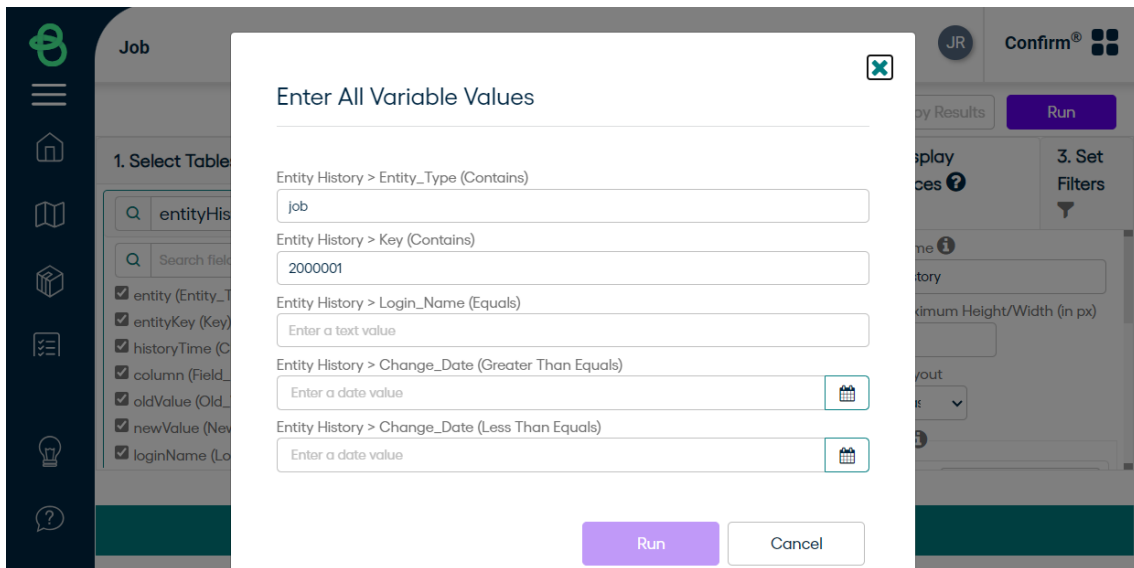 Job
JR
Confirm®
Enter All Variable Values
by Results
Run
1. Select Table
splay
ces
3. Set
Filters
Entity History > Entity_Type (Contains)
job
entityHis
Entity History > Key (Contains)
2000001
me
tory
Search field
entity (Entity_T
entityKey (Key)
historyTime (C
column (Field_
oldValue (Old_
newValue (New
loginName (Lo
Entity History > Login_Name (Equals)
Enter a text value
ximum Height/Width (in px)
Entity History > Change_Date (Greater Than Equals)
Enter a date value
yout
Entity History > Change_Date (Less Than Equals)
Enter a date value
Run
Cancel